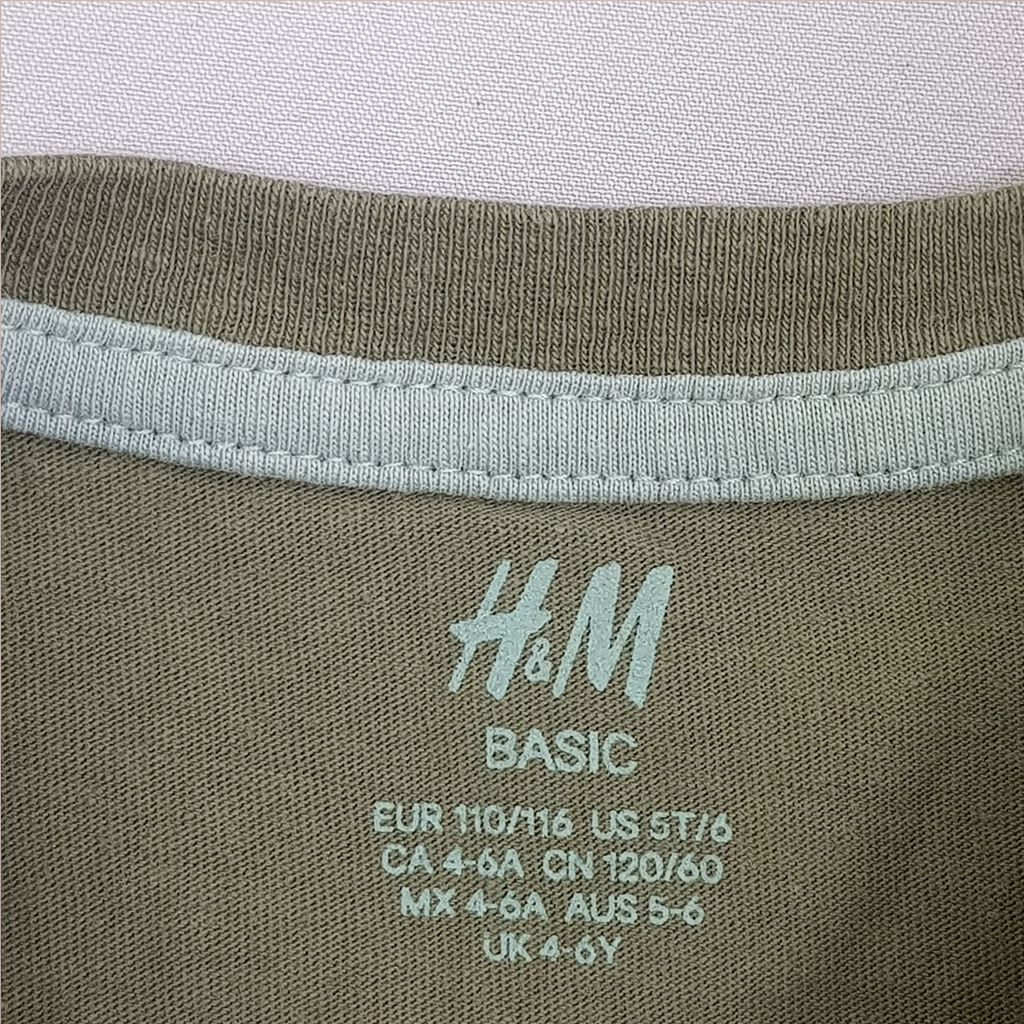 H&M
BASIC
EUR 110/116 US 5T/6
CA 4-6A CN 120/60
MX 4-6A AUS 5-6
UK 4-6Y